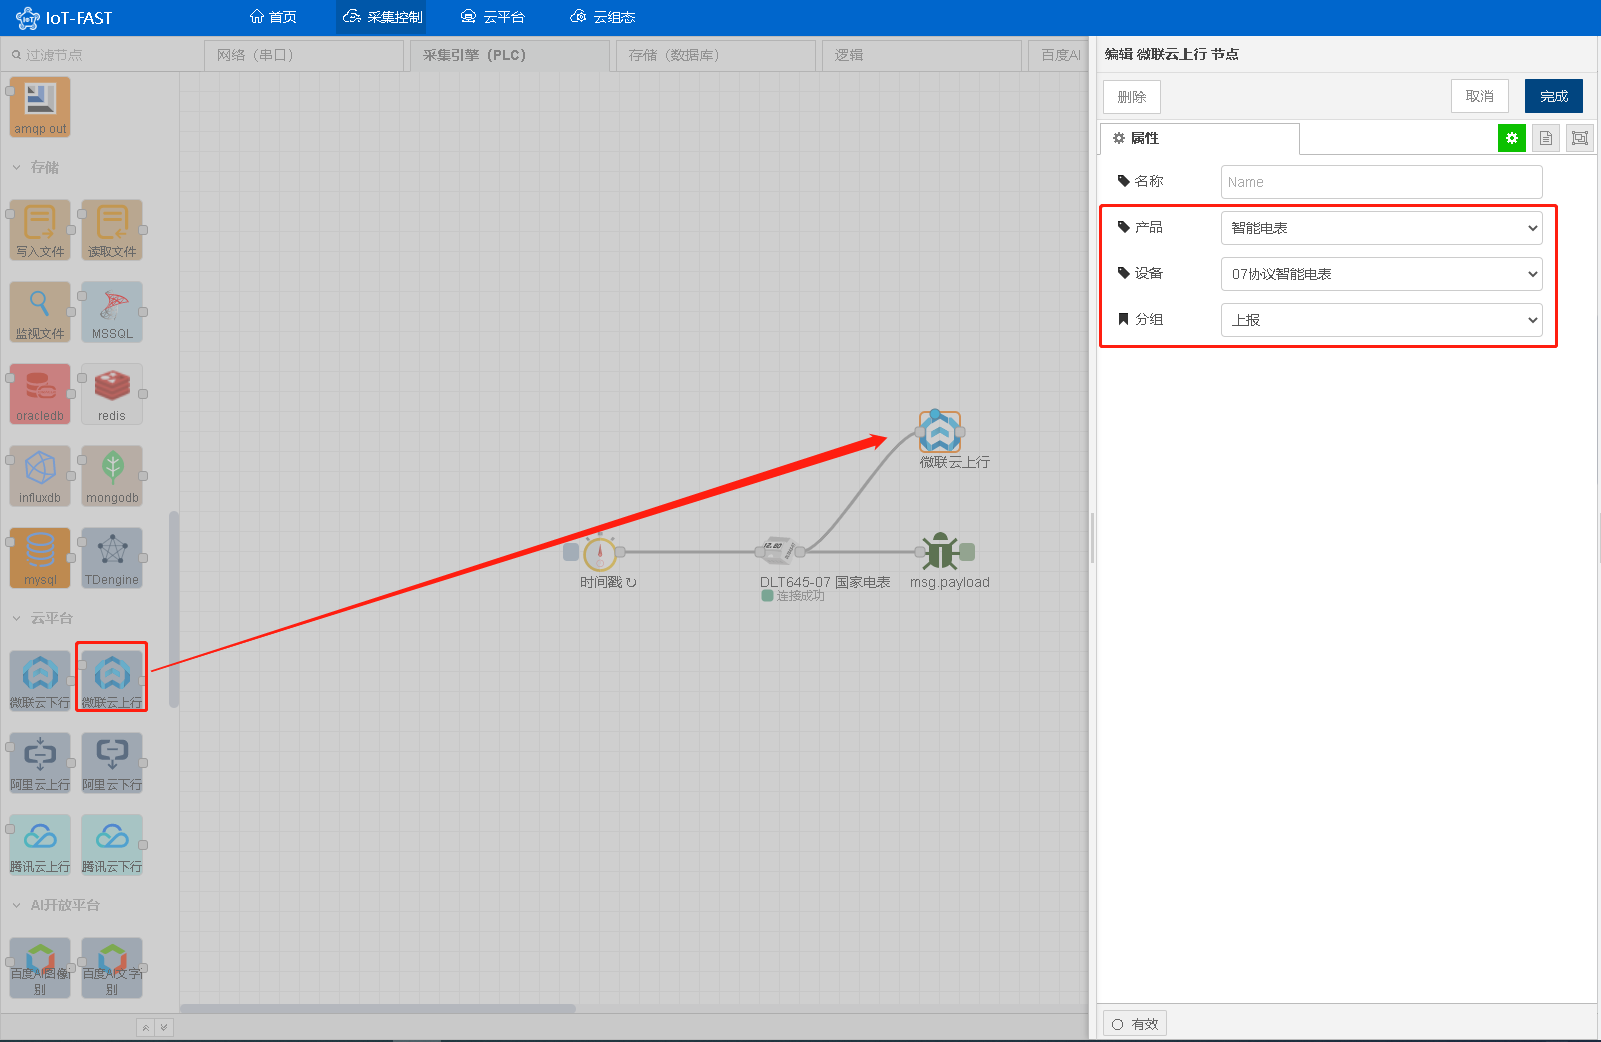 IoT-FAST
首页
采集控制
云平台
云组态
过滤节点
网络（串口）
采集引擎（PLC）
存储（数据库）
逻辑
百度AI
编辑 微联云上行 节点
删除
取消
完成
属性
名称
Name
产品
智能电表
设备
07协议智能电表
分组
上报
amqp out
存储
写入文件
读取文件
监视文件
MSSQL
oracledb
redis
influxdb
mongodb
mysql
TDengine
云平台
微联云下行
微联云上行
阿里云上行
阿里云下行
腾讯云上行
腾讯云下行
AI开放平台
百度AI图像i
别
百度AI文字i
别
微联云上行
时间戳 ↻
DLT645-07 国家电表
连接成功
msg.payload
有效